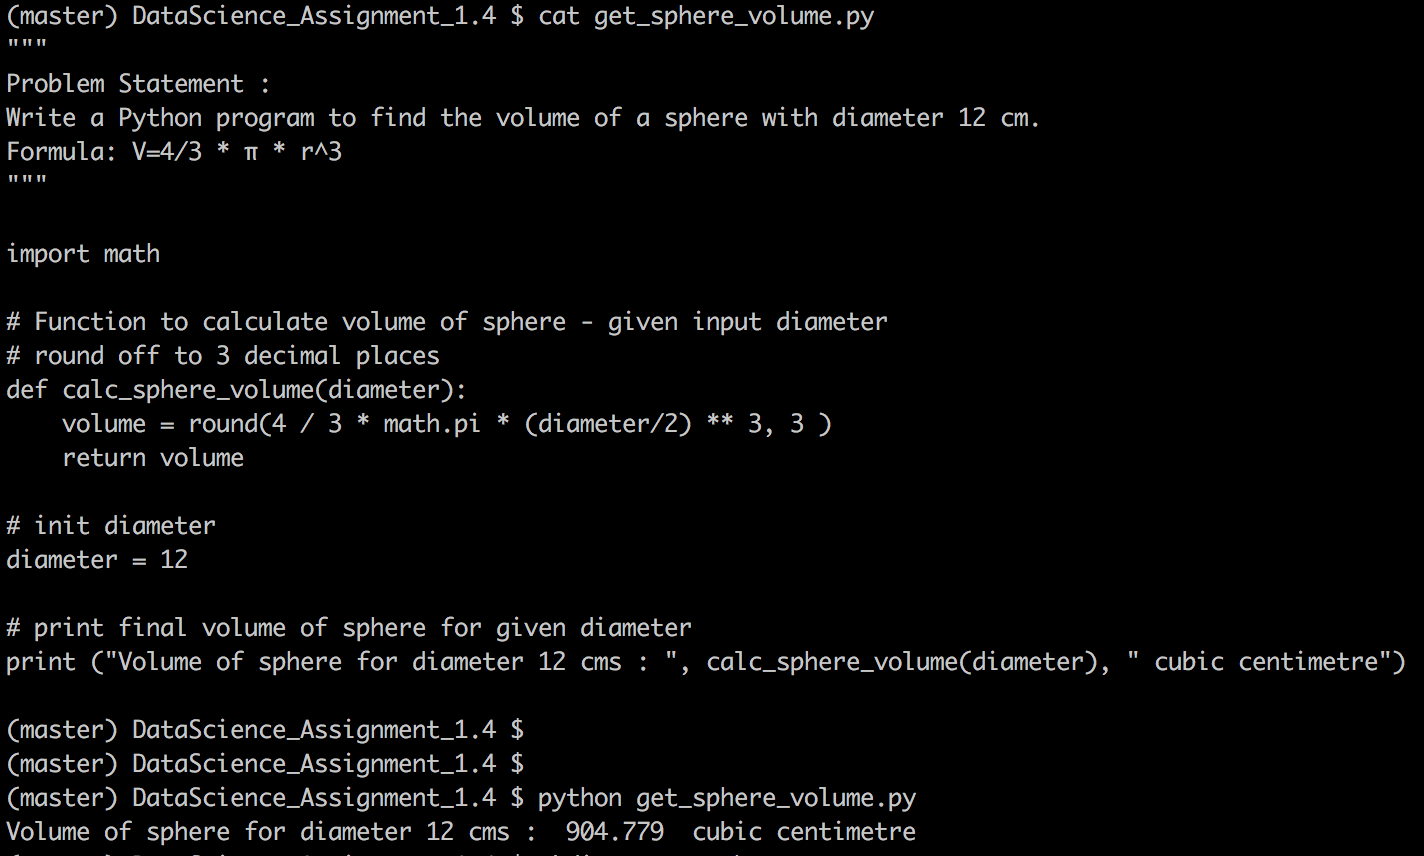 (master) DataScience_Assignment_1.4 $ cat get_sphere_volume.py
"""
Problem Statement :
Write a Python program to find the volume of a sphere with diameter 12 cm.
Formula: V=4/3 * π * r^3
"""
import math
# Function to calculate volume of sphere - given input diameter
# round off to 3 decimal places
def calc_sphere_volume(diameter):
    volume = round(4 / 3 * math.pi * (diameter/2) ** 3, 3 )
    return volume
# init diameter
diameter = 12
# print final volume of sphere for given diameter
print ("Volume of sphere for diameter 12 cms : ", calc_sphere_volume(diameter), " cubic centimetre")
(master) DataScience_Assignment_1.4 $
(master) DataScience_Assignment_1.4 $
(master) DataScience_Assignment_1.4 $ python get_sphere_volume.py
Volume of sphere for diameter 12 cms :  904.779  cubic centimetre